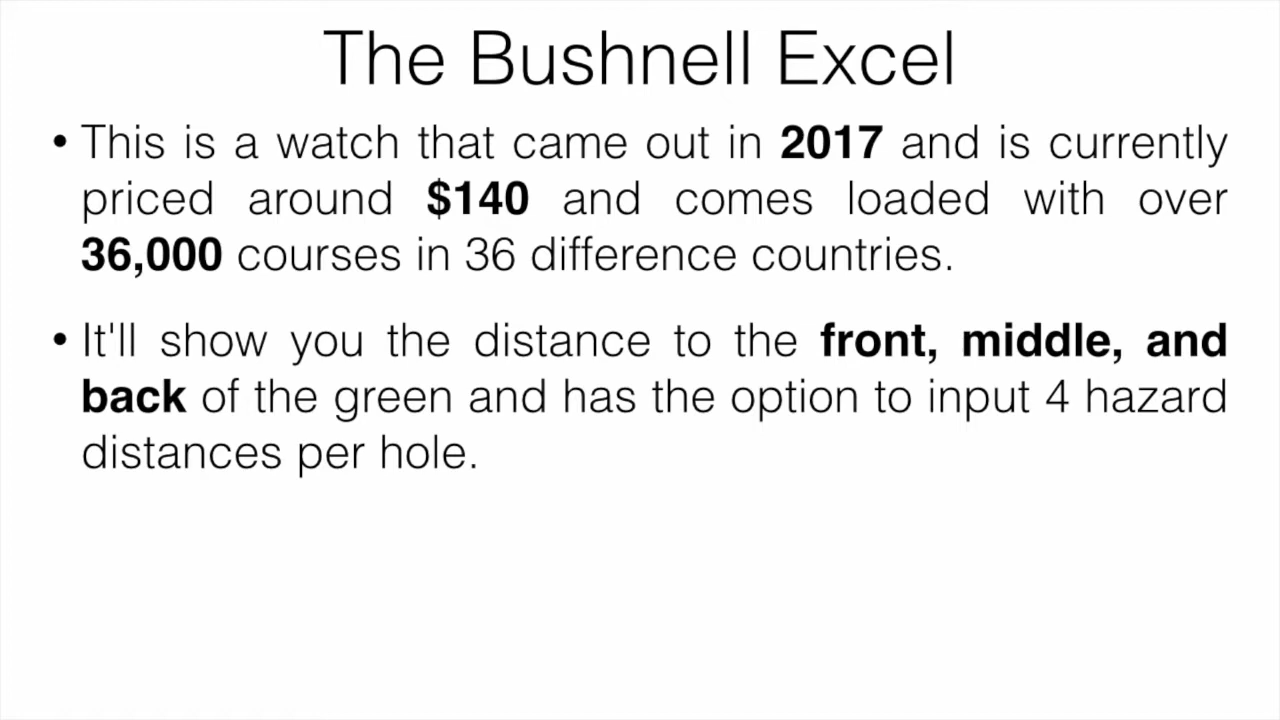 The Bushnell Excel
• This is a watch that came out in 2017 and is currently
priced around $140 and comes loaded with over
36,000 courses in 36 difference countries.
• It'll show you the distance to the front, middle, and
back of the green and has the option to input 4 hazard
distances per hole.